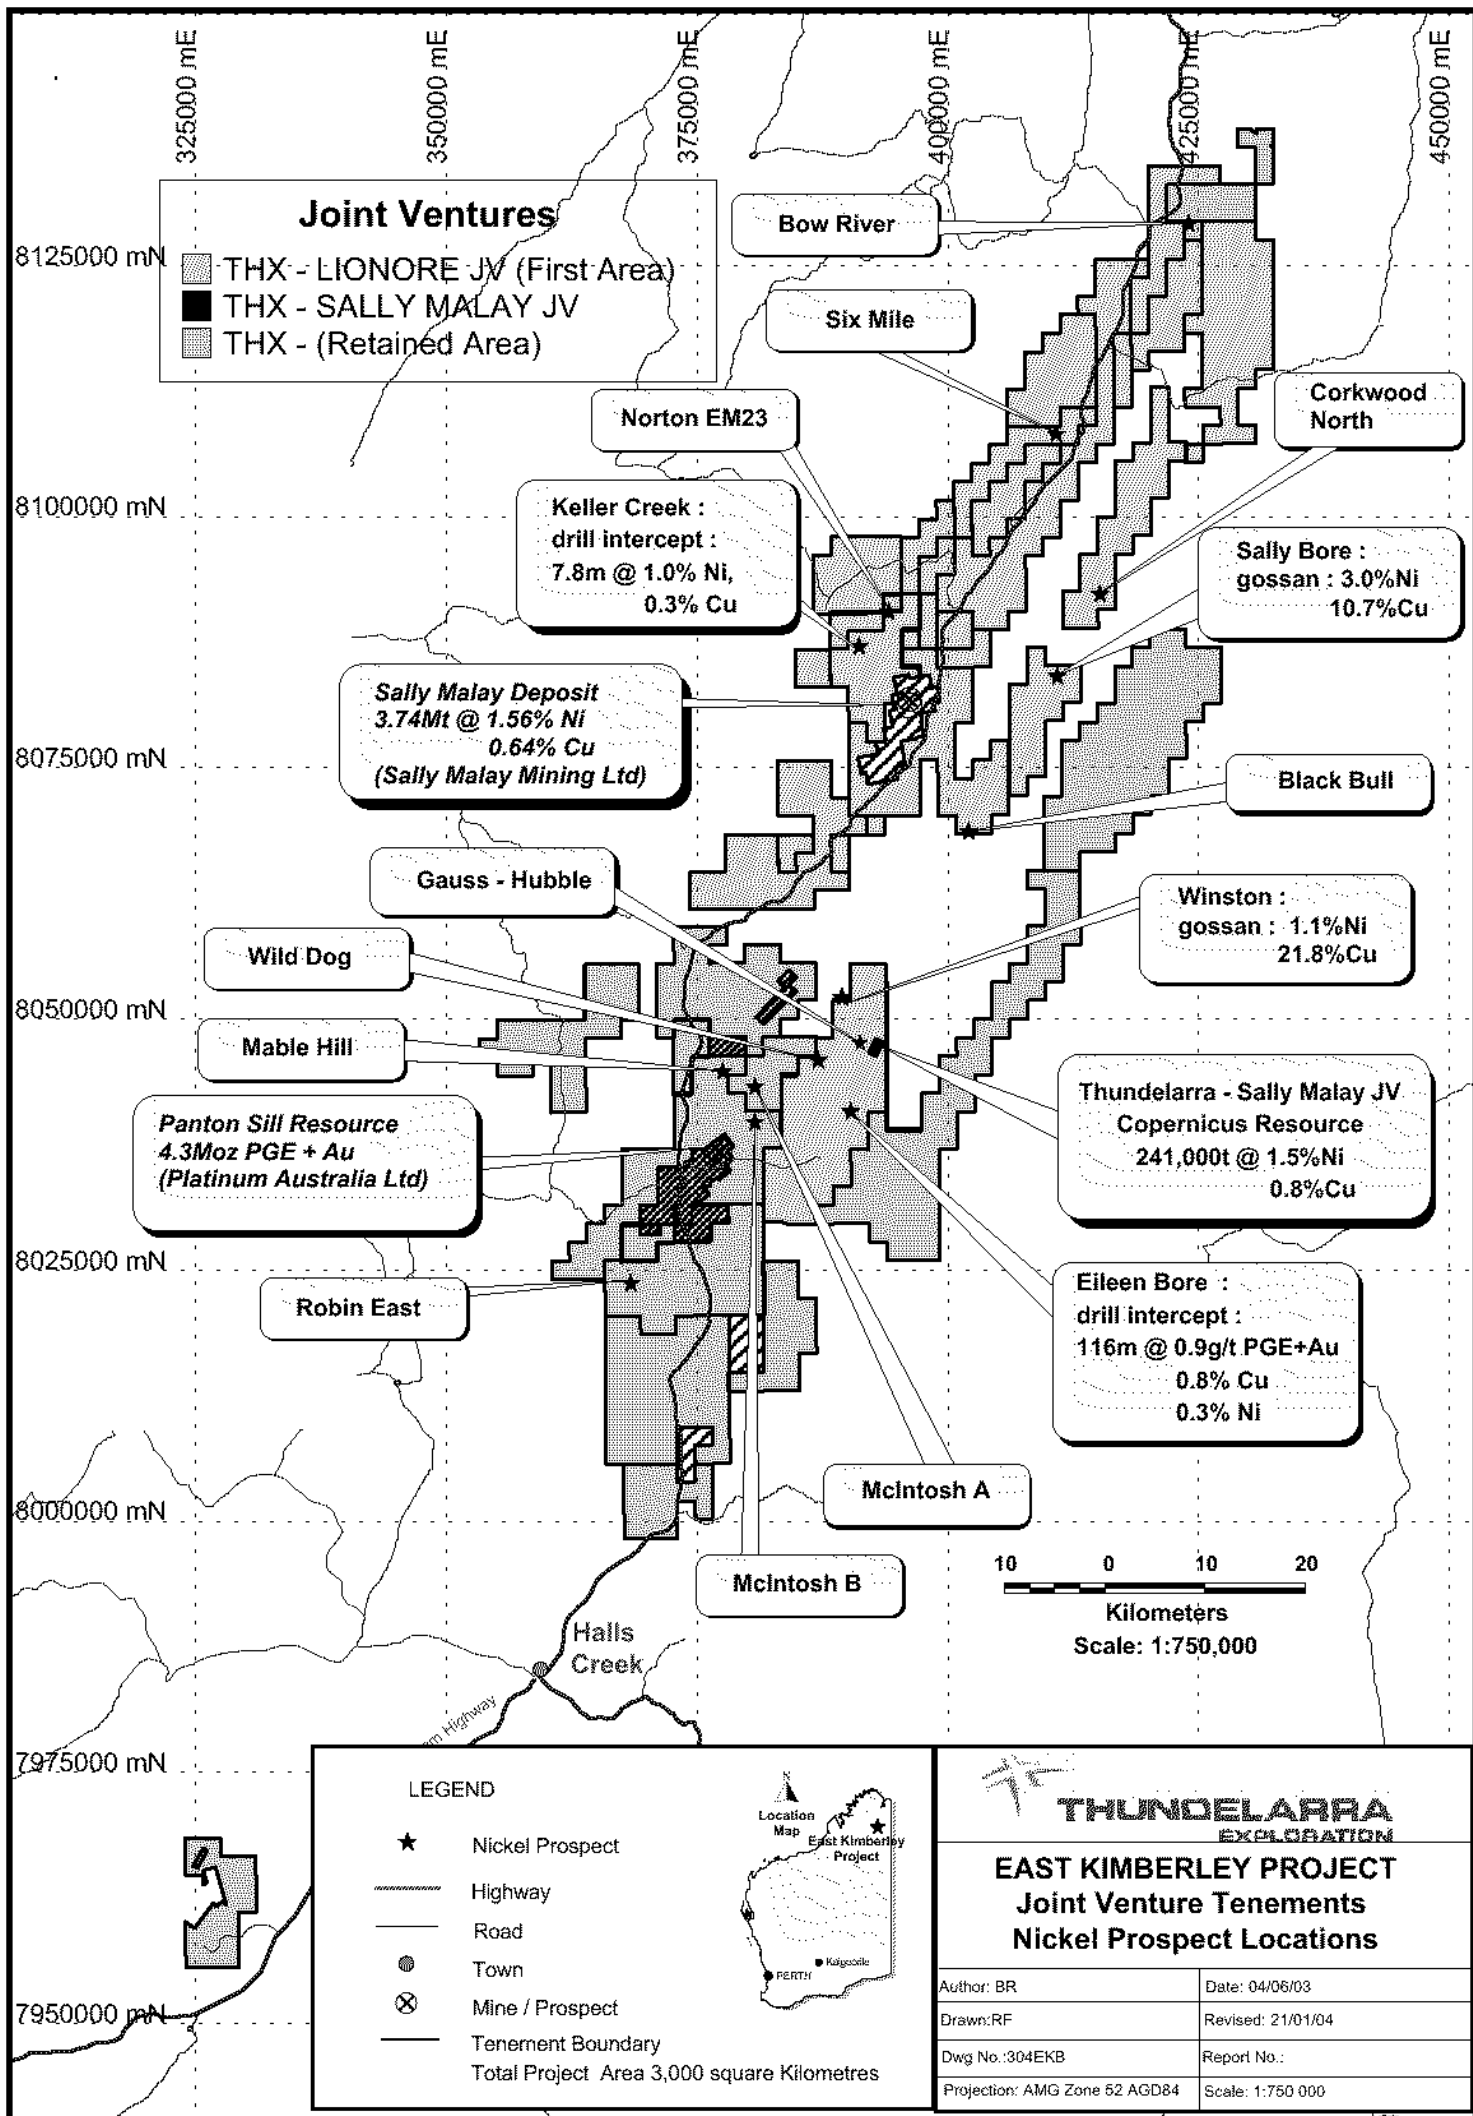 325000 mE
350000 mE
375000 mE
400000 mE
425000 mE
450000 mE
Joint Ventures
THX - LIONORE JV (First Area)
THX - SALLY MALAY JV
THX - (Retained Area)
8125000 mN
8100000 mN
8075000 mN
8050000 mN
8025000 mN
8000000 mN
7975000 mN
7950000 mN
Bow River
Six Mile
Norton EM23
Corkwood
North
Keller Creek :
drill intercept :
7.8m @ 1.0% Ni,
0.3% Cu
Sally Bore :
gossan : 3.0%Ni
10.7%Cu
Sally Malay Deposit
3.74Mt @ 1.56% Ni
0.64% Cu
(Sally Malay Mining Ltd)
Black Bull
Gauss - Hubble
Winston :
gossan : 1.1%Ni
21.8%Cu
Wild Dog
Mable Hill
Thundelarra - Sally Malay JV
Copernicus Resource
241,000t @ 1.5%Ni
0.8%Cu
Panton Sill Resource
4.3Moz PGE + Au
(Platinum Australia Ltd)
Robin East
Eileen Bore :
drill intercept :
116m @ 0.9g/t PGE+Au
0.8% Cu
0.3% Ni
McIntosh A
McIntosh B
10 0 10 20
Kilometers
Scale: 1:750,000
Halls
Creek
Highway
LEGEND
Nickel Prospect
Highway
Road
Town
Mine / Prospect
Tenement Boundary
Total Project Area 3,000 square Kilometres
N
Location
Map
East Kimberley
Project
Kalgoorlie
PERTH
THUNDELARRA
EXPLORATION
EAST KIMBERLEY PROJECT
Joint Venture Tenements
Nickel Prospect Locations
Author: BR
Date: 04/06/03
Drawn:RF
Revised: 21/01/04
Dwg No.:304EKB
Report No.:
Projection: AMG Zone 52 AGD84
Scale: 1:750 000